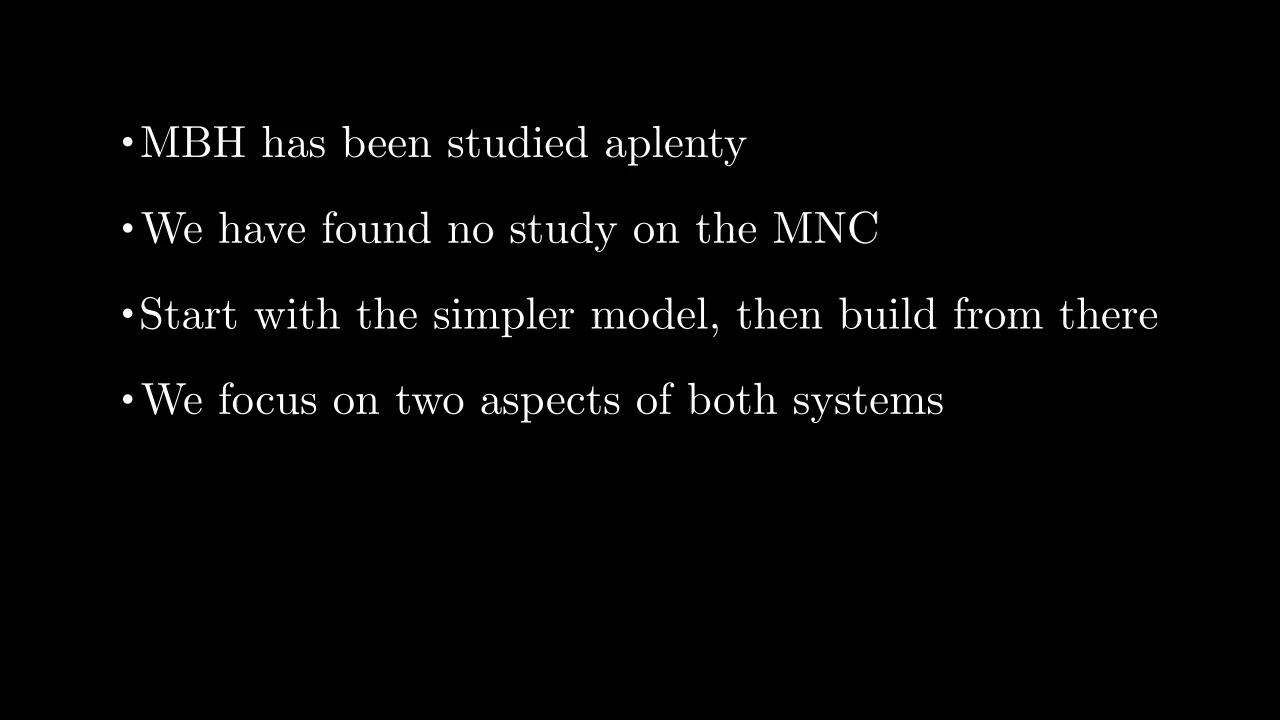 •MBH has been studied aplenty
•We have found no study on the MNC
•Start with the simpler model, then build from there
•We focus on two aspects of both systems